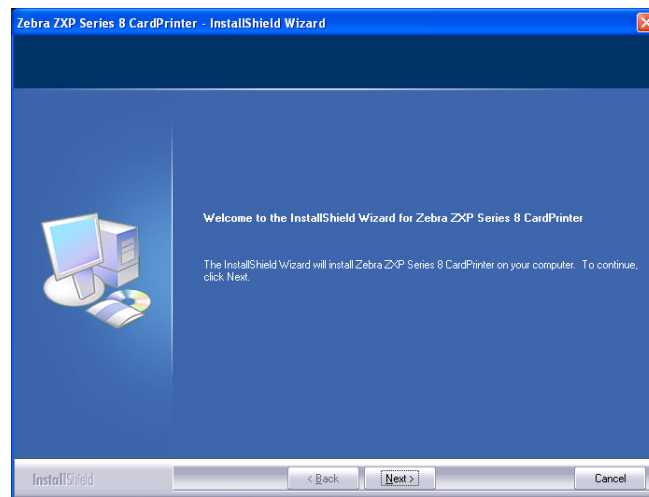 Zebra ZXP Series 8 CardPrinter - InstallShield Wizard
Welcome to the InstallShield Wizard for Zebra ZXP Series 8 CardPrinter
The InstallShield Wizard will install Zebra ZXP Series 8 CardPrinter on your computer. To continue,
click Next.
InstallShield
< Back
Next >
Cancel